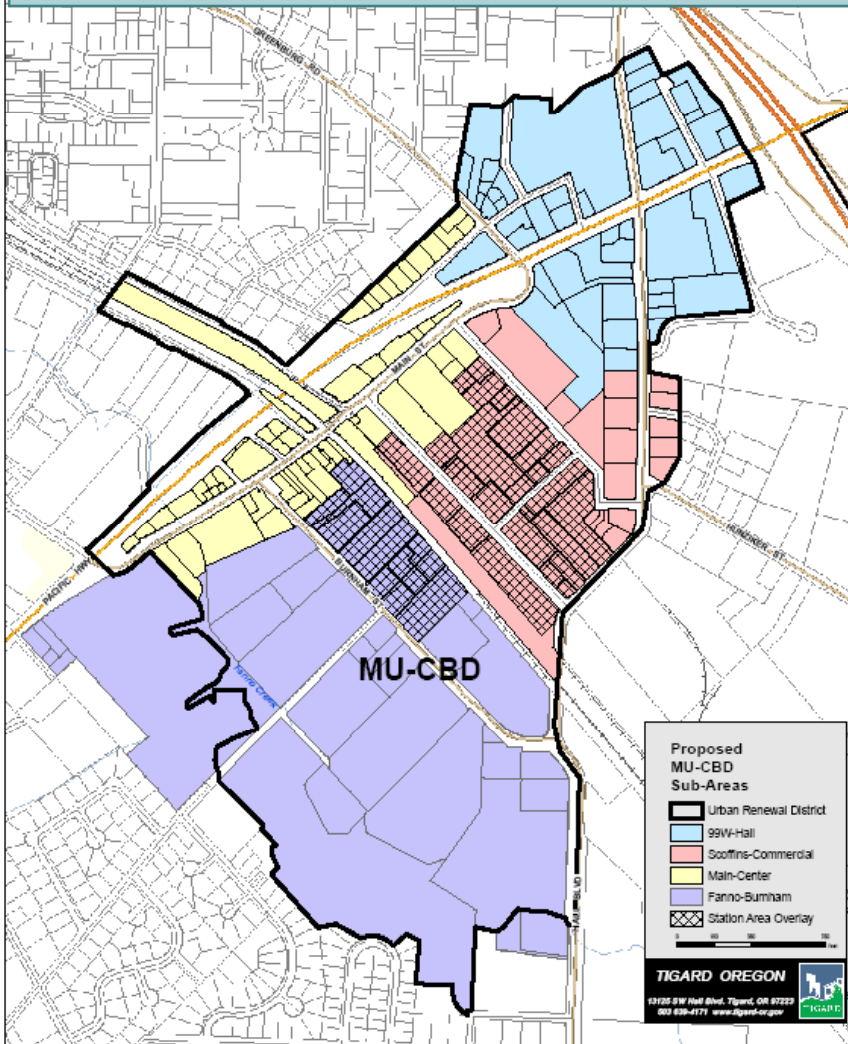 GREENBURG RD
MAIN ST
HUNZIKER ST
PACIFIC HWY
BURNHAM ST
MU-CBD
Fanno Creek
HALL BLVD
Proposed
MU-CBD
Sub-Areas
Urban Renewal District
99W-Hall
Scoffins-Commercial
Main-Center
Fanno-Burnham
Station Area Overlay
TIGARD OREGON
13125 SW Hall Blvd. Tigard, OR 97223
503 639-4171 www.tigard-or.gov
TIGARD